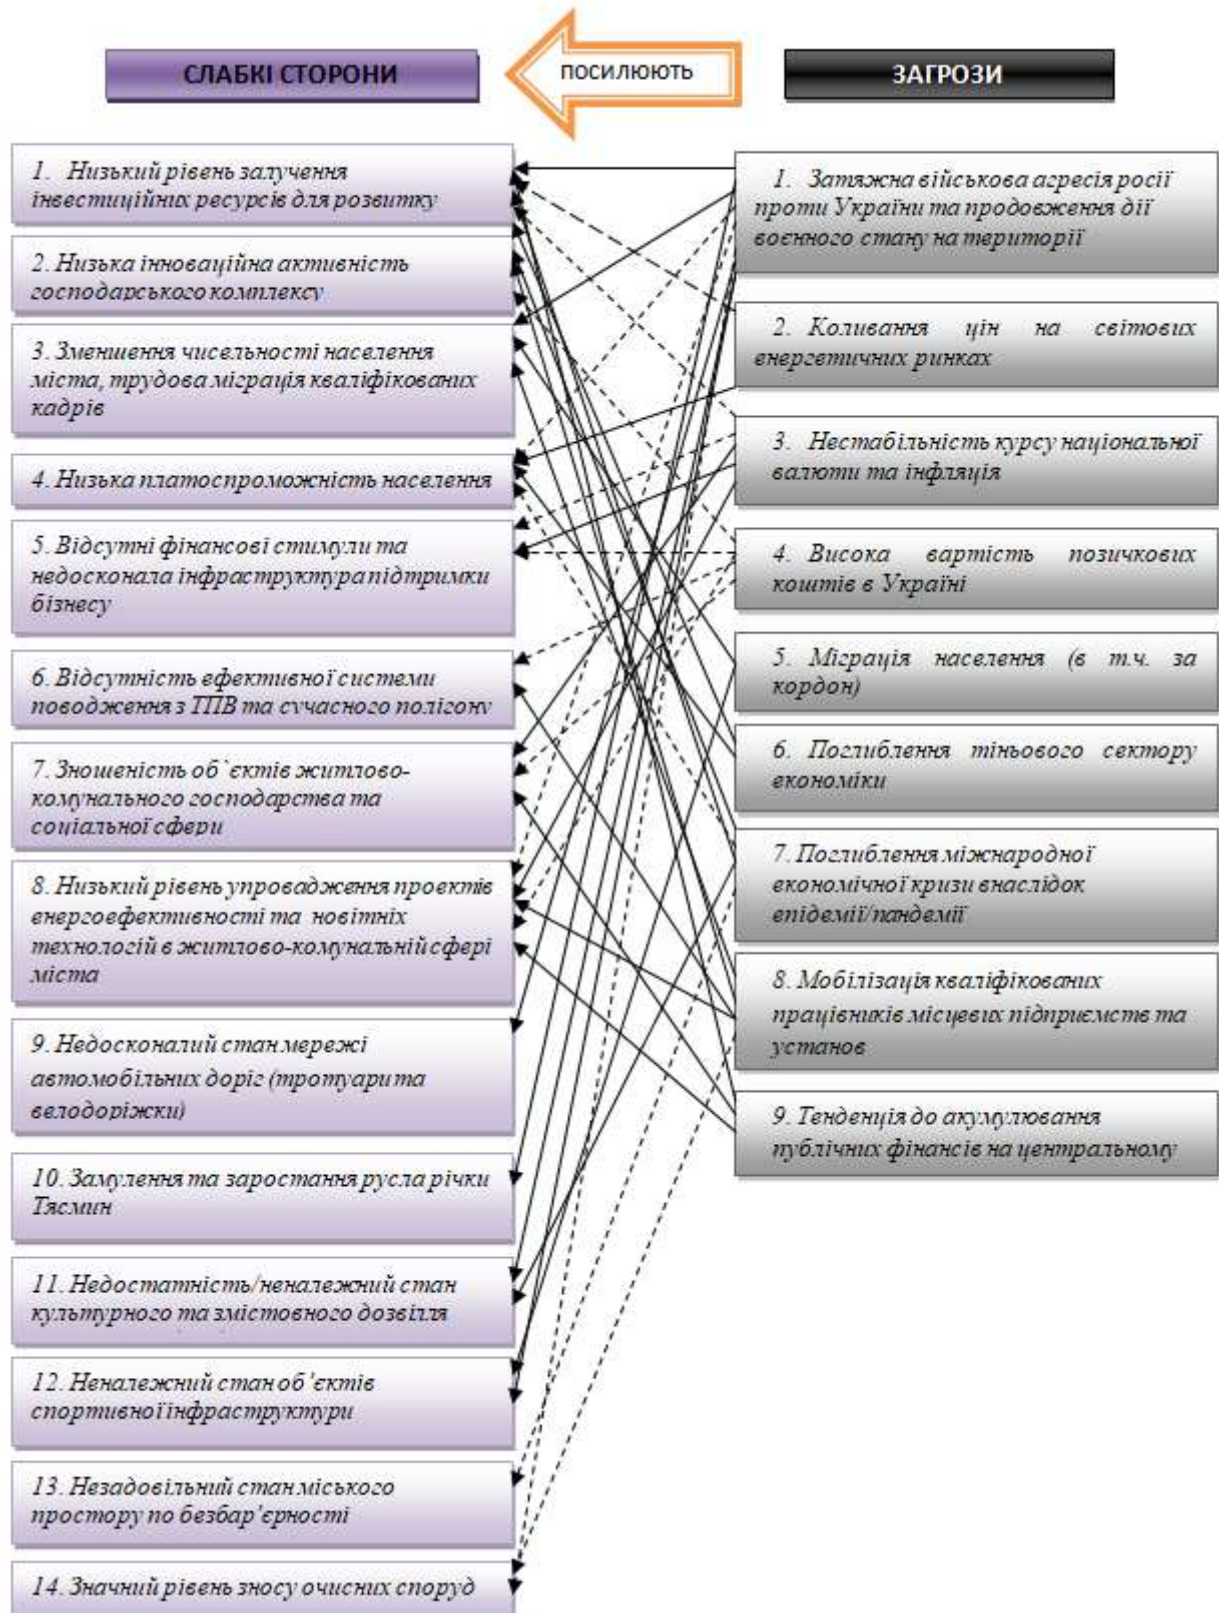 СЛАБКІ СТОРОНИ
ПОСИЛЮЮТЬ
ЗАГРОЗИ
1. Низький рівень залучення
інвестиційних ресурсів для розвитку
2. Низька інноваційна активність
господарського комплексу
3. Зменшення чисельності населення
міста, трудова міграція кваліфікованих
кадрів
4. Низька платоспроможність населення
5. Відсутні фінансові стимули та
недосконала інфраструктура підтримки
бізнесу
6. Відсутність ефективної системи
поводження з ТПВ та сучасного полігону
7. Зношеність об`єктів житлово-
комунального господарства та
соціальної сфери
8. Низький рівень упровадження проектів
енергоефективності та новітніх
технологій в житлово-комунальній сфері
міста
9. Недосконалий стан мережі
автомобільних доріг (тротуари та
велодоріжки)
10. Замулення та заростання русла річки
Тясмин
11. Недостатність/неналежний стан
культурного та змістовного дозвілля
12. Неналежний стан об’єктів
спортивної інфраструктури
13. Незадовільний стан міського
простору по безбар’єрності
14. Значний рівень зносу очисних споруд
1. Затяжна військова агресія росії
проти України та продовження дії
воєнного стану на території
2. Коливання цін на світових
енергетичних ринках
3. Нестабільність курсу національної
валюти та інфляція
4. Висока вартість позичкових
коштів в Україні
5. Міграція населення (в т.ч. за
кордон)
6. Поглиблення тіньового сектору
економіки
7. Поглиблення міжнародної
економічної кризи внаслідок
епідемії/пандемії
8. Мобілізація кваліфікованих
працівників місцевих підприємств та
установ
9. Тенденція до акумулювання
публічних фінансів на центральному